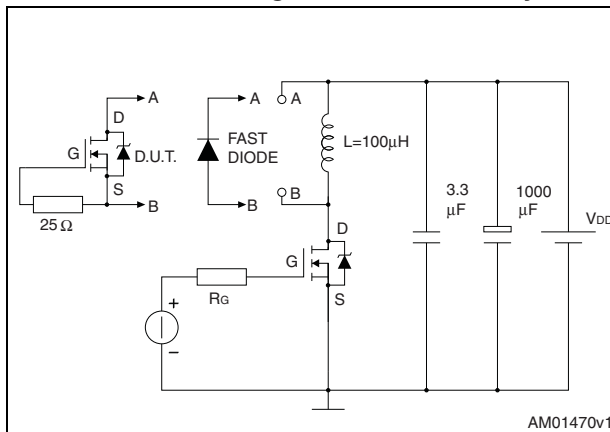 A
A
A
D
G
D.U.T.
FAST
DIODE
L=100μH
S
25 Ω
B
B
B
3.3
μF
1000
μF
VDD
D
G
S
RG
+
–
AM01470v1